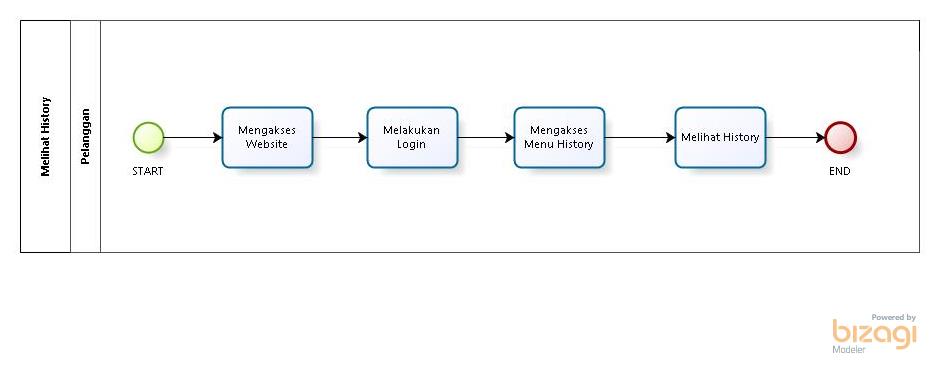 Melihat History
Pelanggan
START
Mengakses
Website
Melakukan
Login
Mengakses
Menu History
Melihat History
END
Powered by
bizagi
Modeler